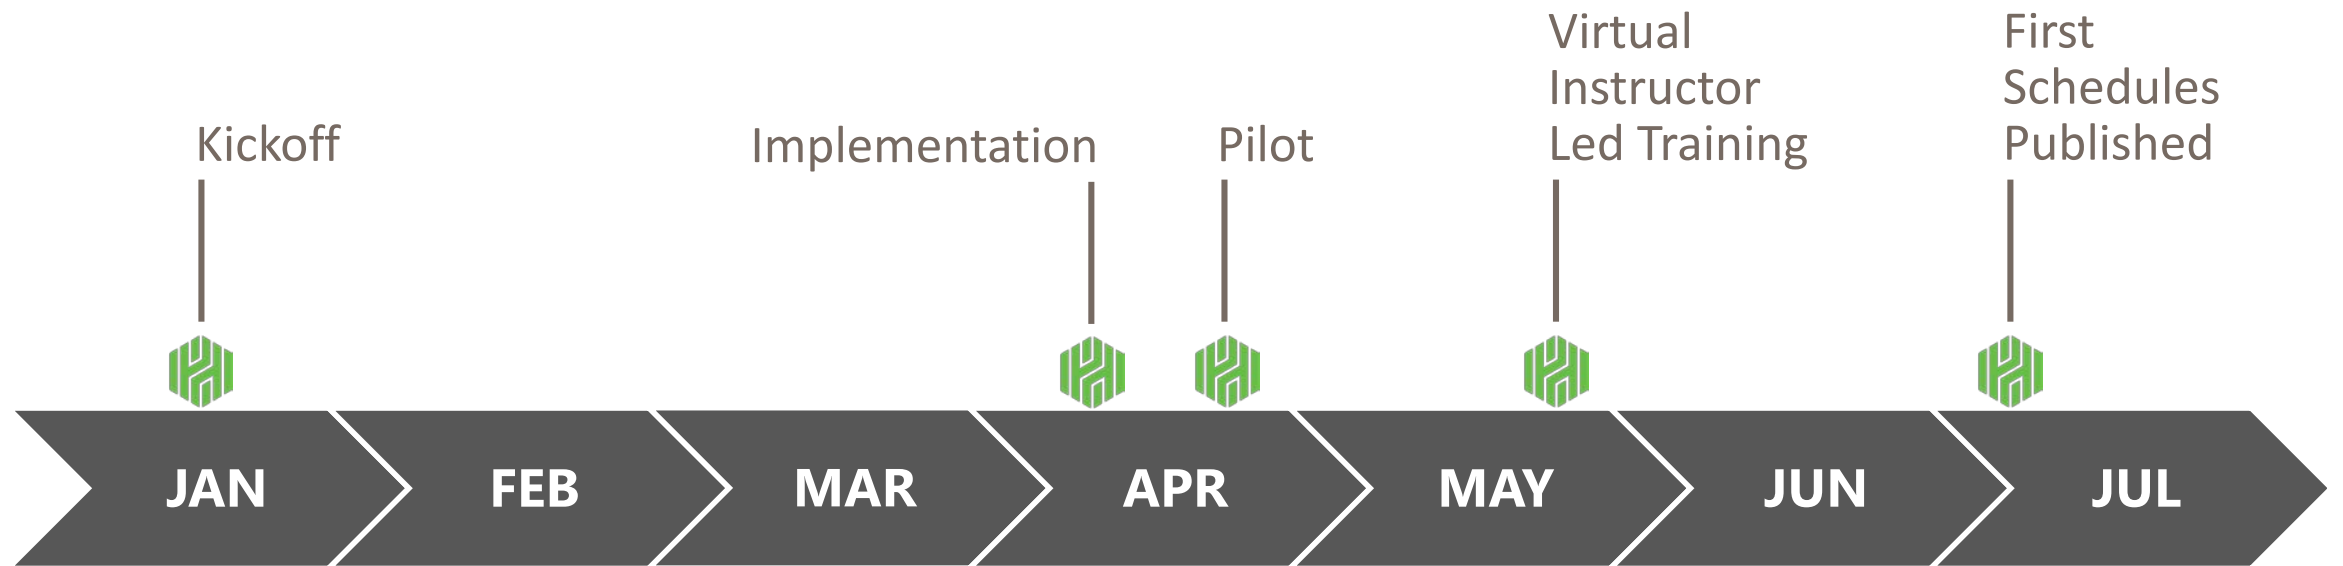 Kickoff
Implementation
Pilot
Virtual
Instructor
Led Training
First
Schedules
Published
JAN
FEB
MAR
APR
MAY
JUN
JUL